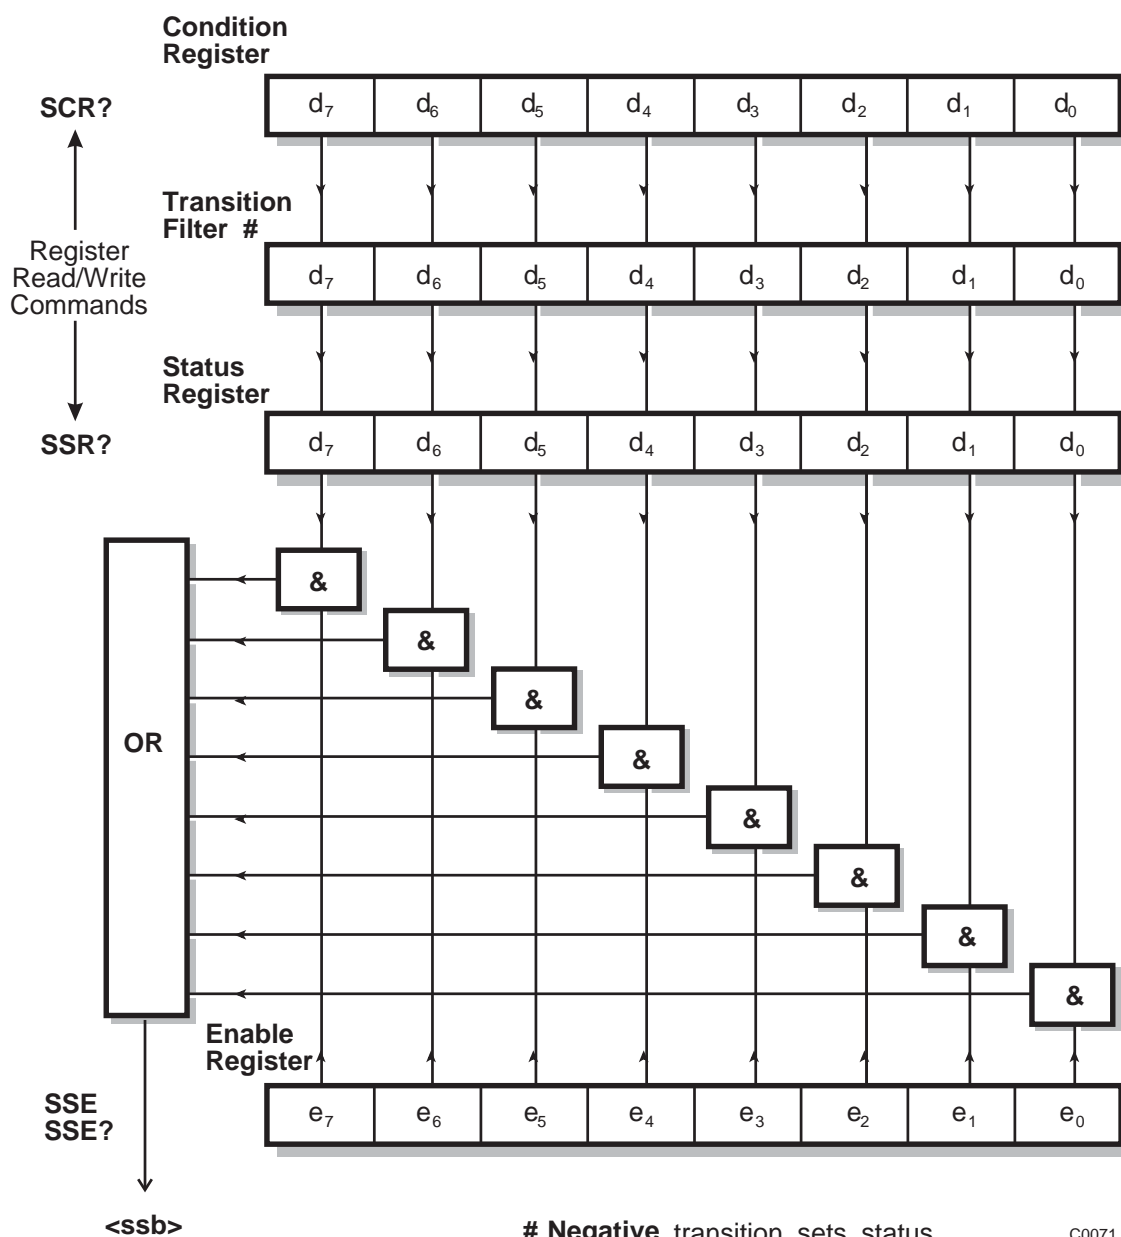 Condition
Register
SCR?
d7 d6 d5 d4 d3 d2 d1 d0
Transition
Filter #
Register
Read/Write
Commands
d7 d6 d5 d4 d3 d2 d1 d0
Status
Register
SSR?
d7 d6 d5 d4 d3 d2 d1 d0
&
&
&
OR
&
&
&
&
&
Enable
Register
SSE
SSE?
e7 e6 e5 e4 e3 e2 e1 e0
<ssb>
# Negative transition sets status
C0071